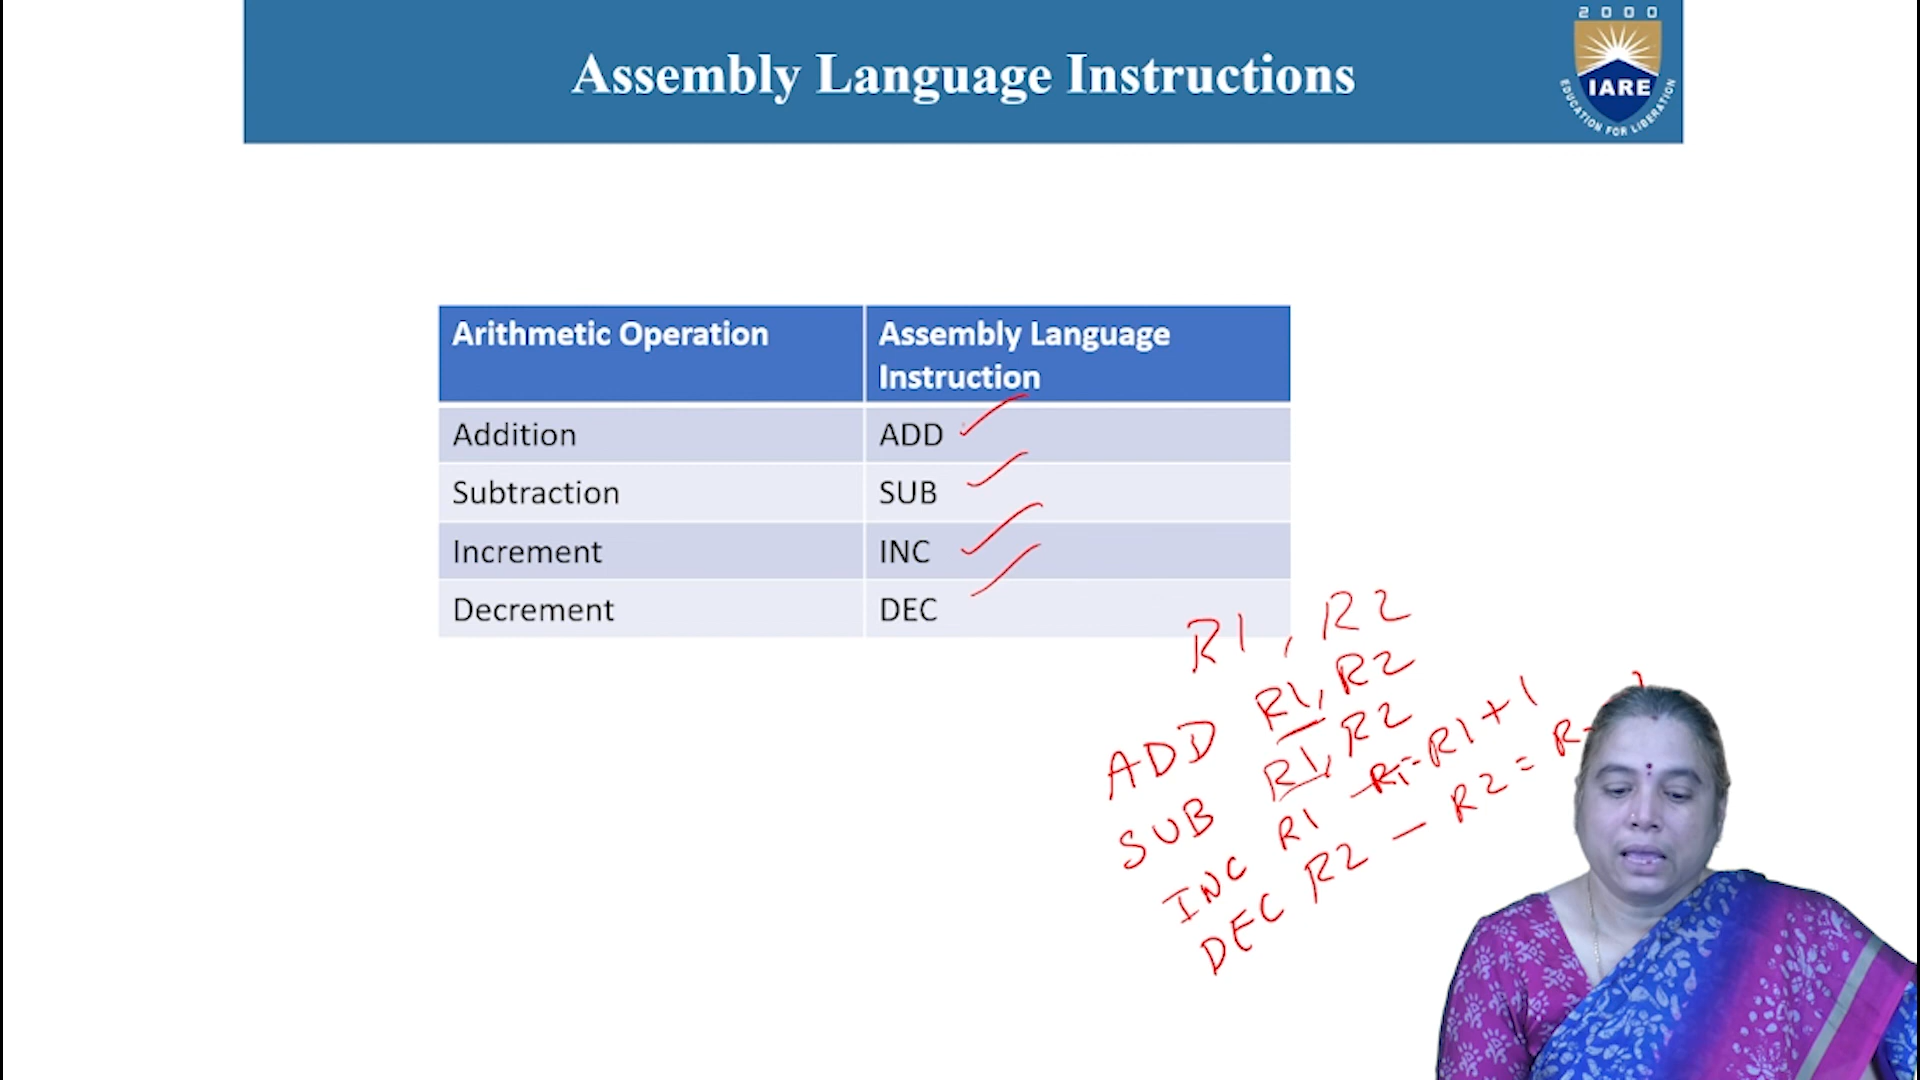 2000
Assembly Language Instructions
IARE
EDUCATION FOR LIBERATION
Arithmetic Operation
Assembly Language Instruction
Addition
ADD
Subtraction
SUB
Increment
INC
Decrement
DEC
R1, R2
ADD R1, R2
SUB R1, R2
INC R1 - R1 = R1 + 1
DEC R2 - R2 =